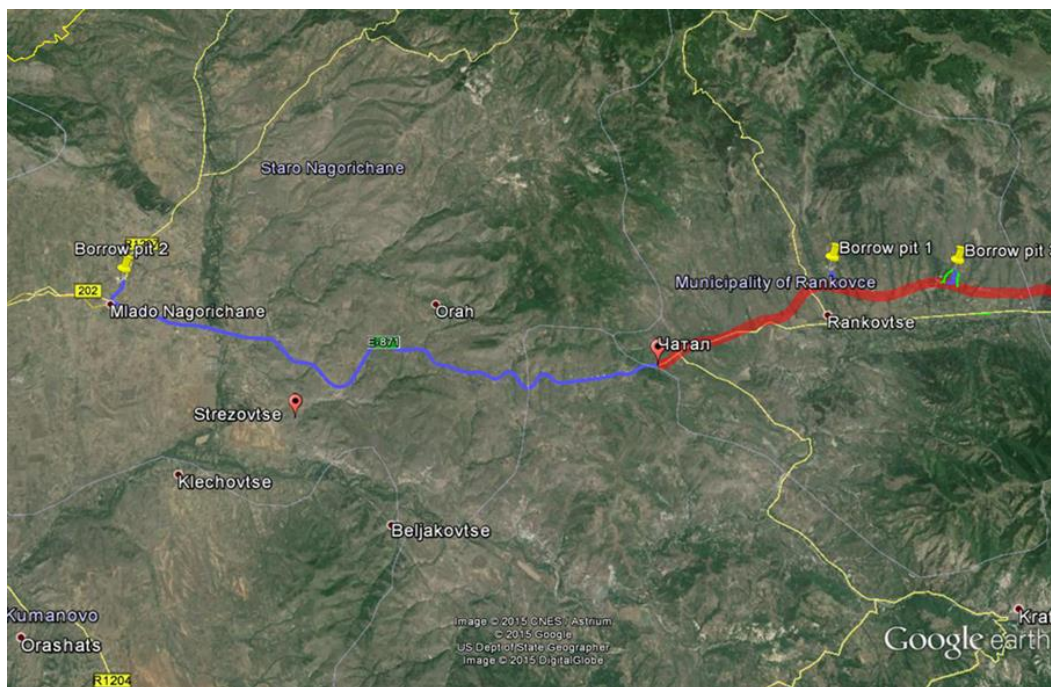 Staro Nagorichane
Borrow pit 2
Borrow pit 1
Borrow pit
202
Mlado Nagorichane
Municipality of Rankovce
Orah
Rankovtse
E-871
Чатал
Strezovtse
Klechovtse
Beljakovtse
Kumanovo
Orashats
R1204
Image © 2015 CNES / Astrium
© 2015 Google
US Dept of State Geographer
Image © 2015 DigitalGlobe
Google earth